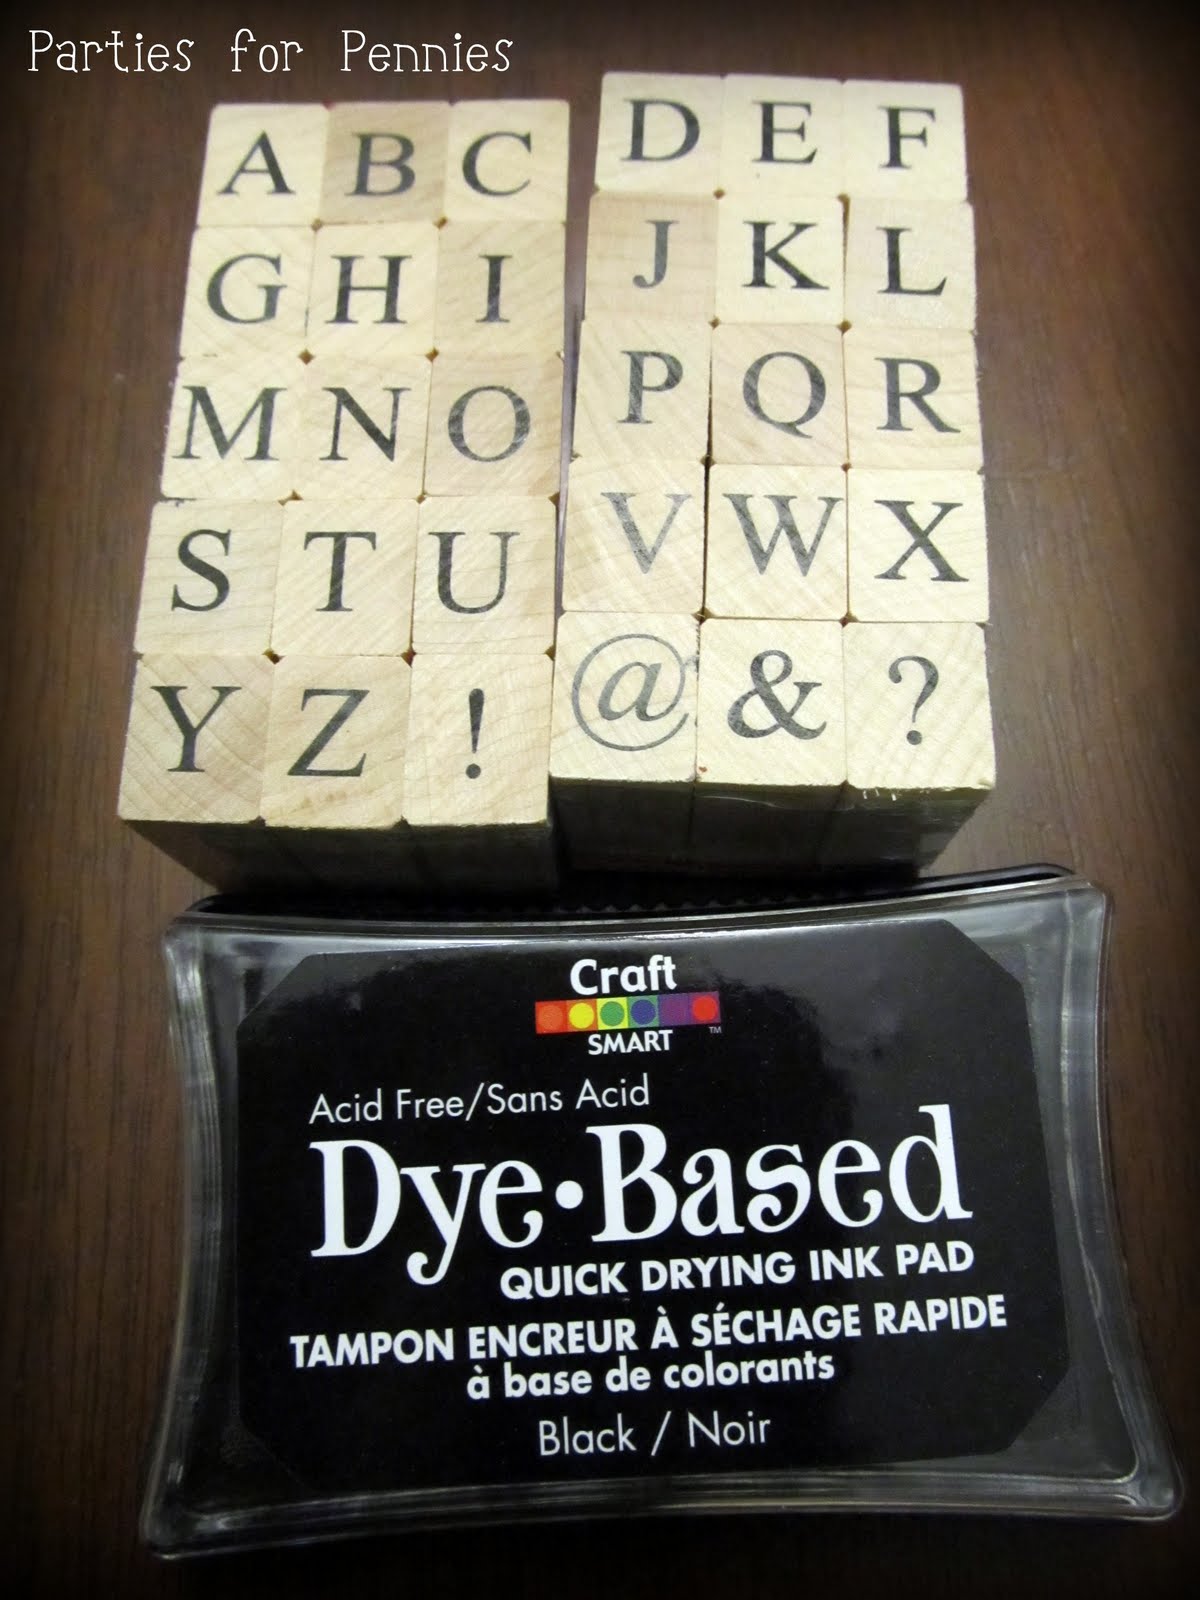 Parties for Pennies
A B C D E F
G H I J K L
M N O P Q R
S T U V W X
Y Z ! @ & ?
Craft
SMART
TM
Acid Free/Sans Acid
Dye•Based
QUICK DRYING INK PAD
TAMPON ENCREUR À SÉCHAGE RAPIDE
à base de colorants
Black / Noir